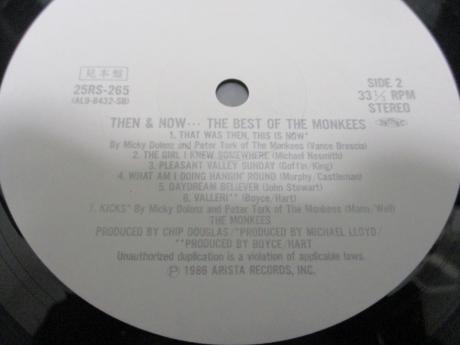 見本盤
25RS-265
(AL9-8432-SB)
SIDE 2
33 1/3 RPM
STEREO
THEN & NOW… THE BEST OF THE MONKEES
1. THAT WAS THEN, THIS IS NOW*
By Micky Dolenz and Peter Tork of The Monkees (Vance Brescia)
2. THE GIRL I KNEW SOMEWHERE (Michael Nesmith)
3. PLEASANT VALLEY SUNDAY (Goffin/King)
4. WHAT AM I DOING HANGIN' ROUND (Murphy/Castleman)
5. DAYDREAM BELIEVER (John Stewart)
6. VALLERI** (Boyce/Hart)
7. KICKS* By Micky Dolenz and Peter Tork of The Monkees (Mann/Weil)
THE MONKEES
PRODUCED BY CHIP DOUGLAS/*PRODUCED BY MICHAEL LLOYD/
**PRODUCED BY BOYCE/HART
Unauthorized duplication is a violation of applicable laws.
Ⓟ 1986 ARISTA RECORDS, INC.